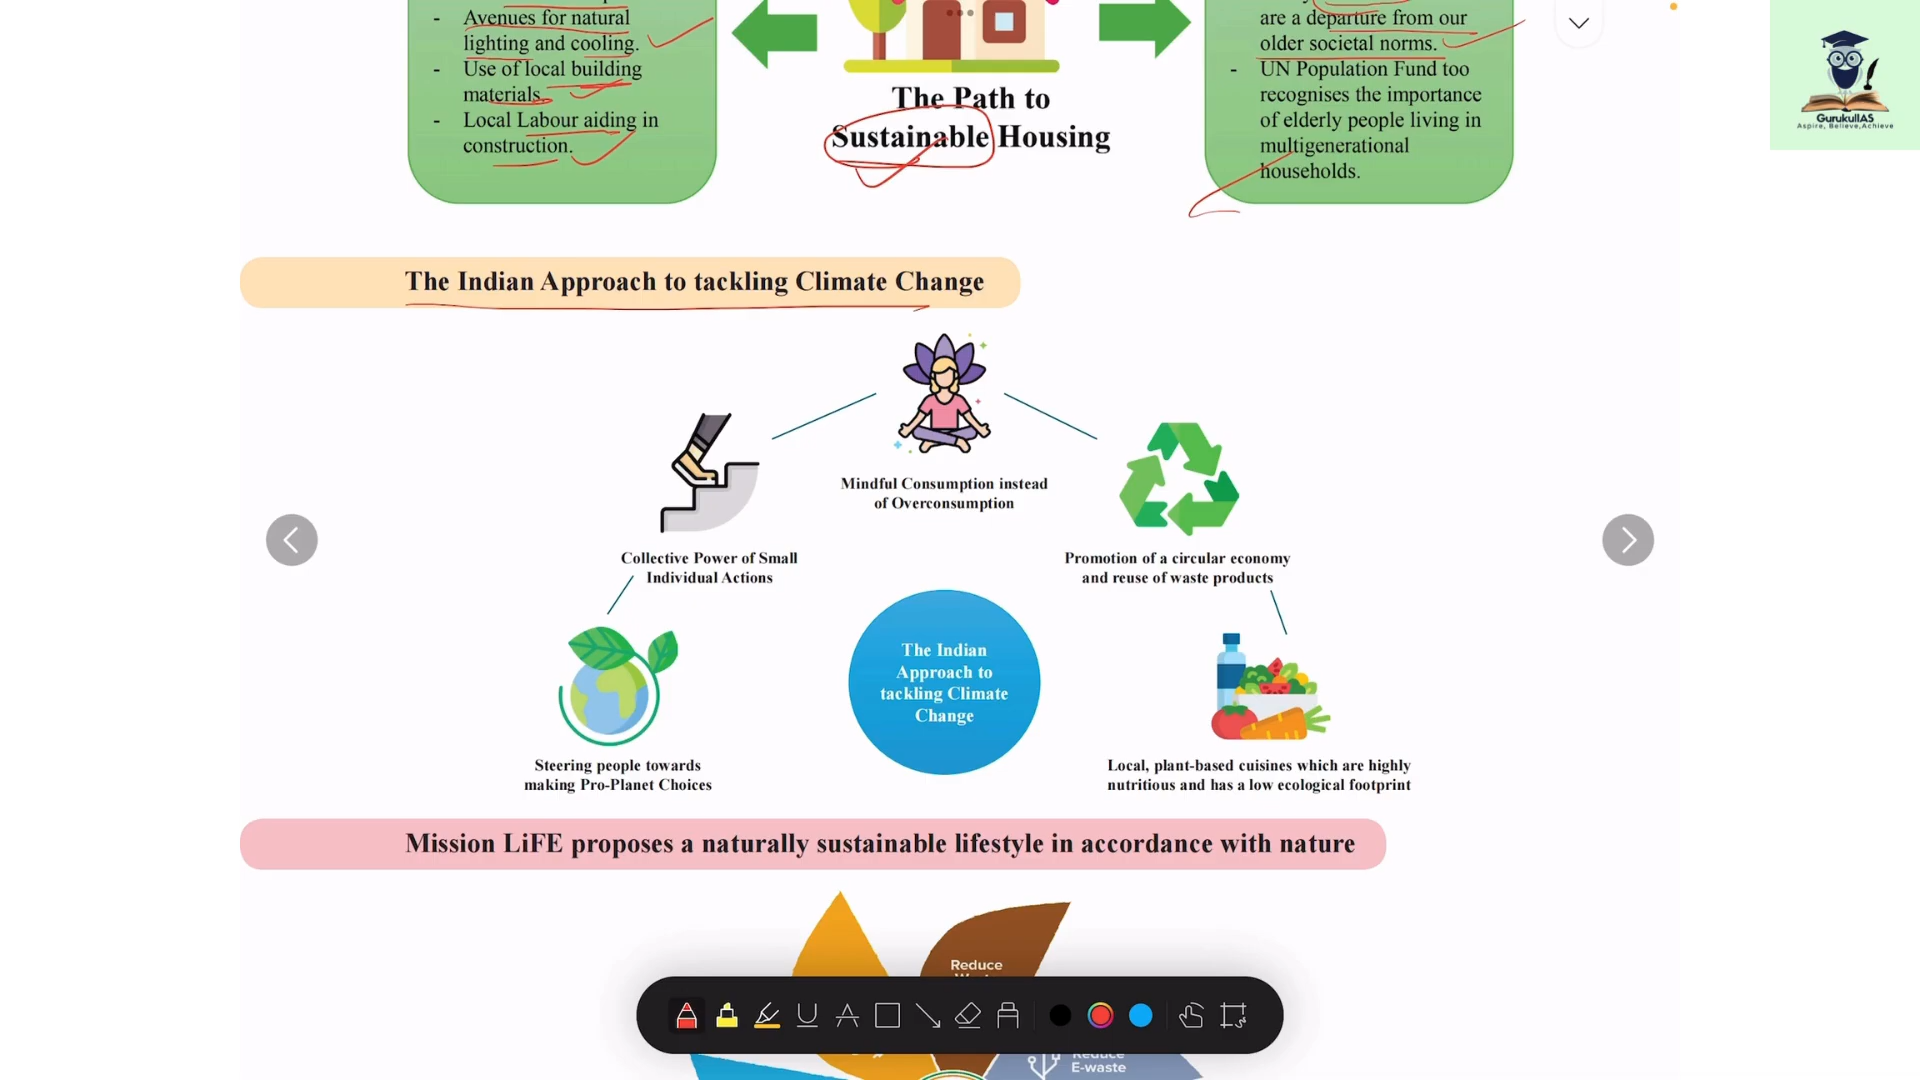 - Avenues for natural
lighting and cooling.
- Use of local building
materials.
- Local Labour aiding in
construction.
The Path to
Sustainable Housing
are a departure from our
older societal norms.
- UN Population Fund too
recognises the importance
of elderly people living in
multigenerational
households.
GurukulIAS
Aspire, Believe,Achieve
The Indian Approach to tackling Climate Change
Mindful Consumption instead
of Overconsumption
Collective Power of Small
Individual Actions
Promotion of a circular economy
and reuse of waste products
The Indian
Approach to
tackling Climate
Change
Steering people towards
making Pro-Planet Choices
Local, plant-based cuisines which are highly
nutritious and has a low ecological footprint
Mission LiFE proposes a naturally sustainable lifestyle in accordance with nature
Reduce
Reduce
E-waste